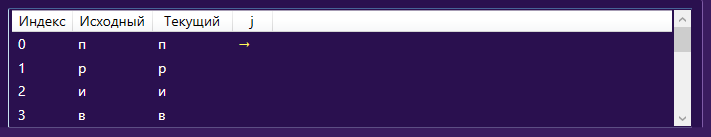 Индекс Исходный Текущий j
0 п п →
1 р р
2 и и
3 в в